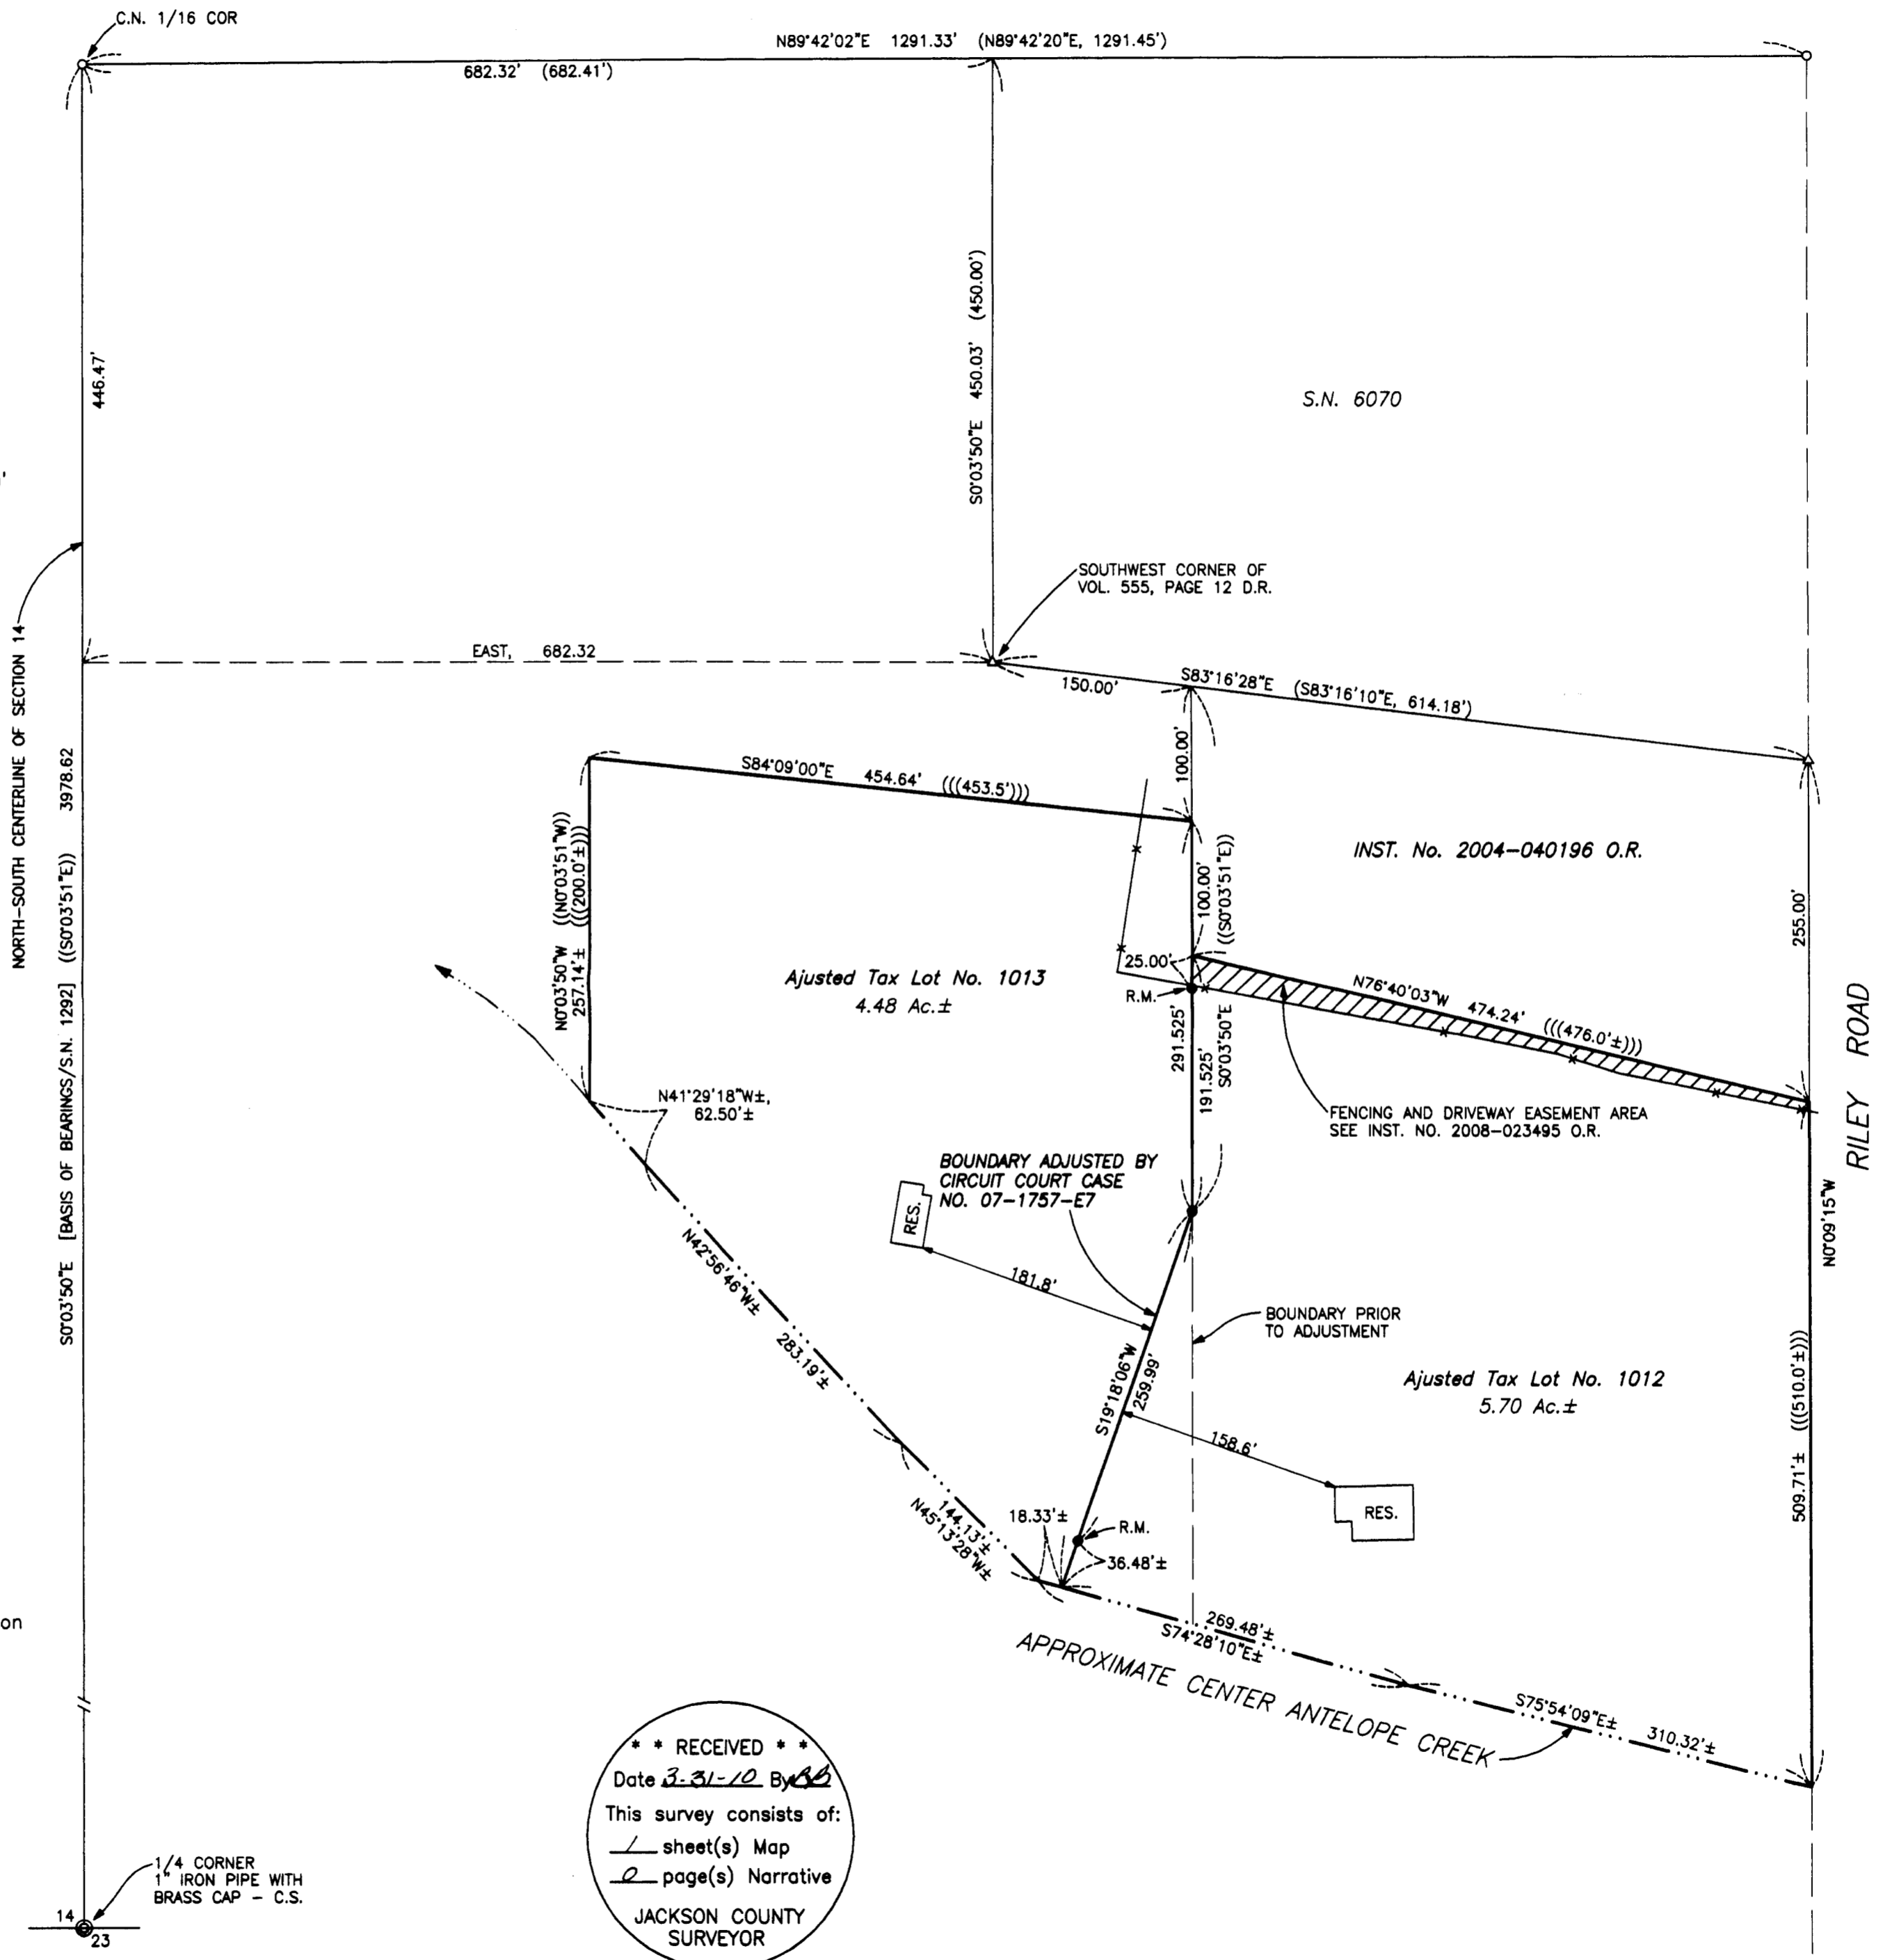 C.N. 1/16 COR
N89°42'02"E 1291.33' (N89°42'20"E, 1291.45')
682.32' (682.41')
446.47'
S0°03'50"E 450.03' (450.00')
S.N. 6070
NORTH-SOUTH CENTERLINE OF SECTION 14
SOUTHWEST CORNER OF
VOL. 555, PAGE 12 D.R.
EAST, 682.32
150.00'
S83°16'28"E (S83°16'10"E, 614.18')
100.00'
S84°09'00"E 454.64' (((453.5')))
S0°03'50"E [BASIS OF BEARINGS/S.N. 1292] ((S0°03'51"E)) 3978.62
N0°03'50"W ((N0°03'51"W))
257.14'± (((200.0'±)))
100.00'
((S0°03'51"E))
INST. No. 2004-040196 O.R.
255.00'
Ajusted Tax Lot No. 1013
4.48 Ac.±
25.00'
R.M.
N76°40'03"W 474.24' (((476.0'±)))
291.525'
191.525'
S0°03'50"E
RILEY ROAD
N41°29'18"W±,
62.50'±
FENCING AND DRIVEWAY EASEMENT AREA
SEE INST. NO. 2008-023495 O.R.
BOUNDARY ADJUSTED BY
CIRCUIT COURT CASE
NO. 07-1757-E7
RES.
181.8'
N0°09'15"W
509.71'± (((510.0'±)))
N42°56'46"W± 283.19'±
BOUNDARY PRIOR
TO ADJUSTMENT
S19°18'06"W
259.99'
Ajusted Tax Lot No. 1012
5.70 Ac.±
158.6'
RES.
144.13'±
N45°13'28"W±
18.33'±
R.M.
36.48'±
269.48'±
S74°28'10"E±
APPROXIMATE CENTER ANTELOPE CREEK
S75°54'09"E± 310.32'±
on
* * RECEIVED * *
Date 3-31-10 By BB
This survey consists of:
1 sheet(s) Map
0 page(s) Narrative
JACKSON COUNTY
SURVEYOR
1/4 CORNER
1" IRON PIPE WITH
BRASS CAP - C.S.
14
23